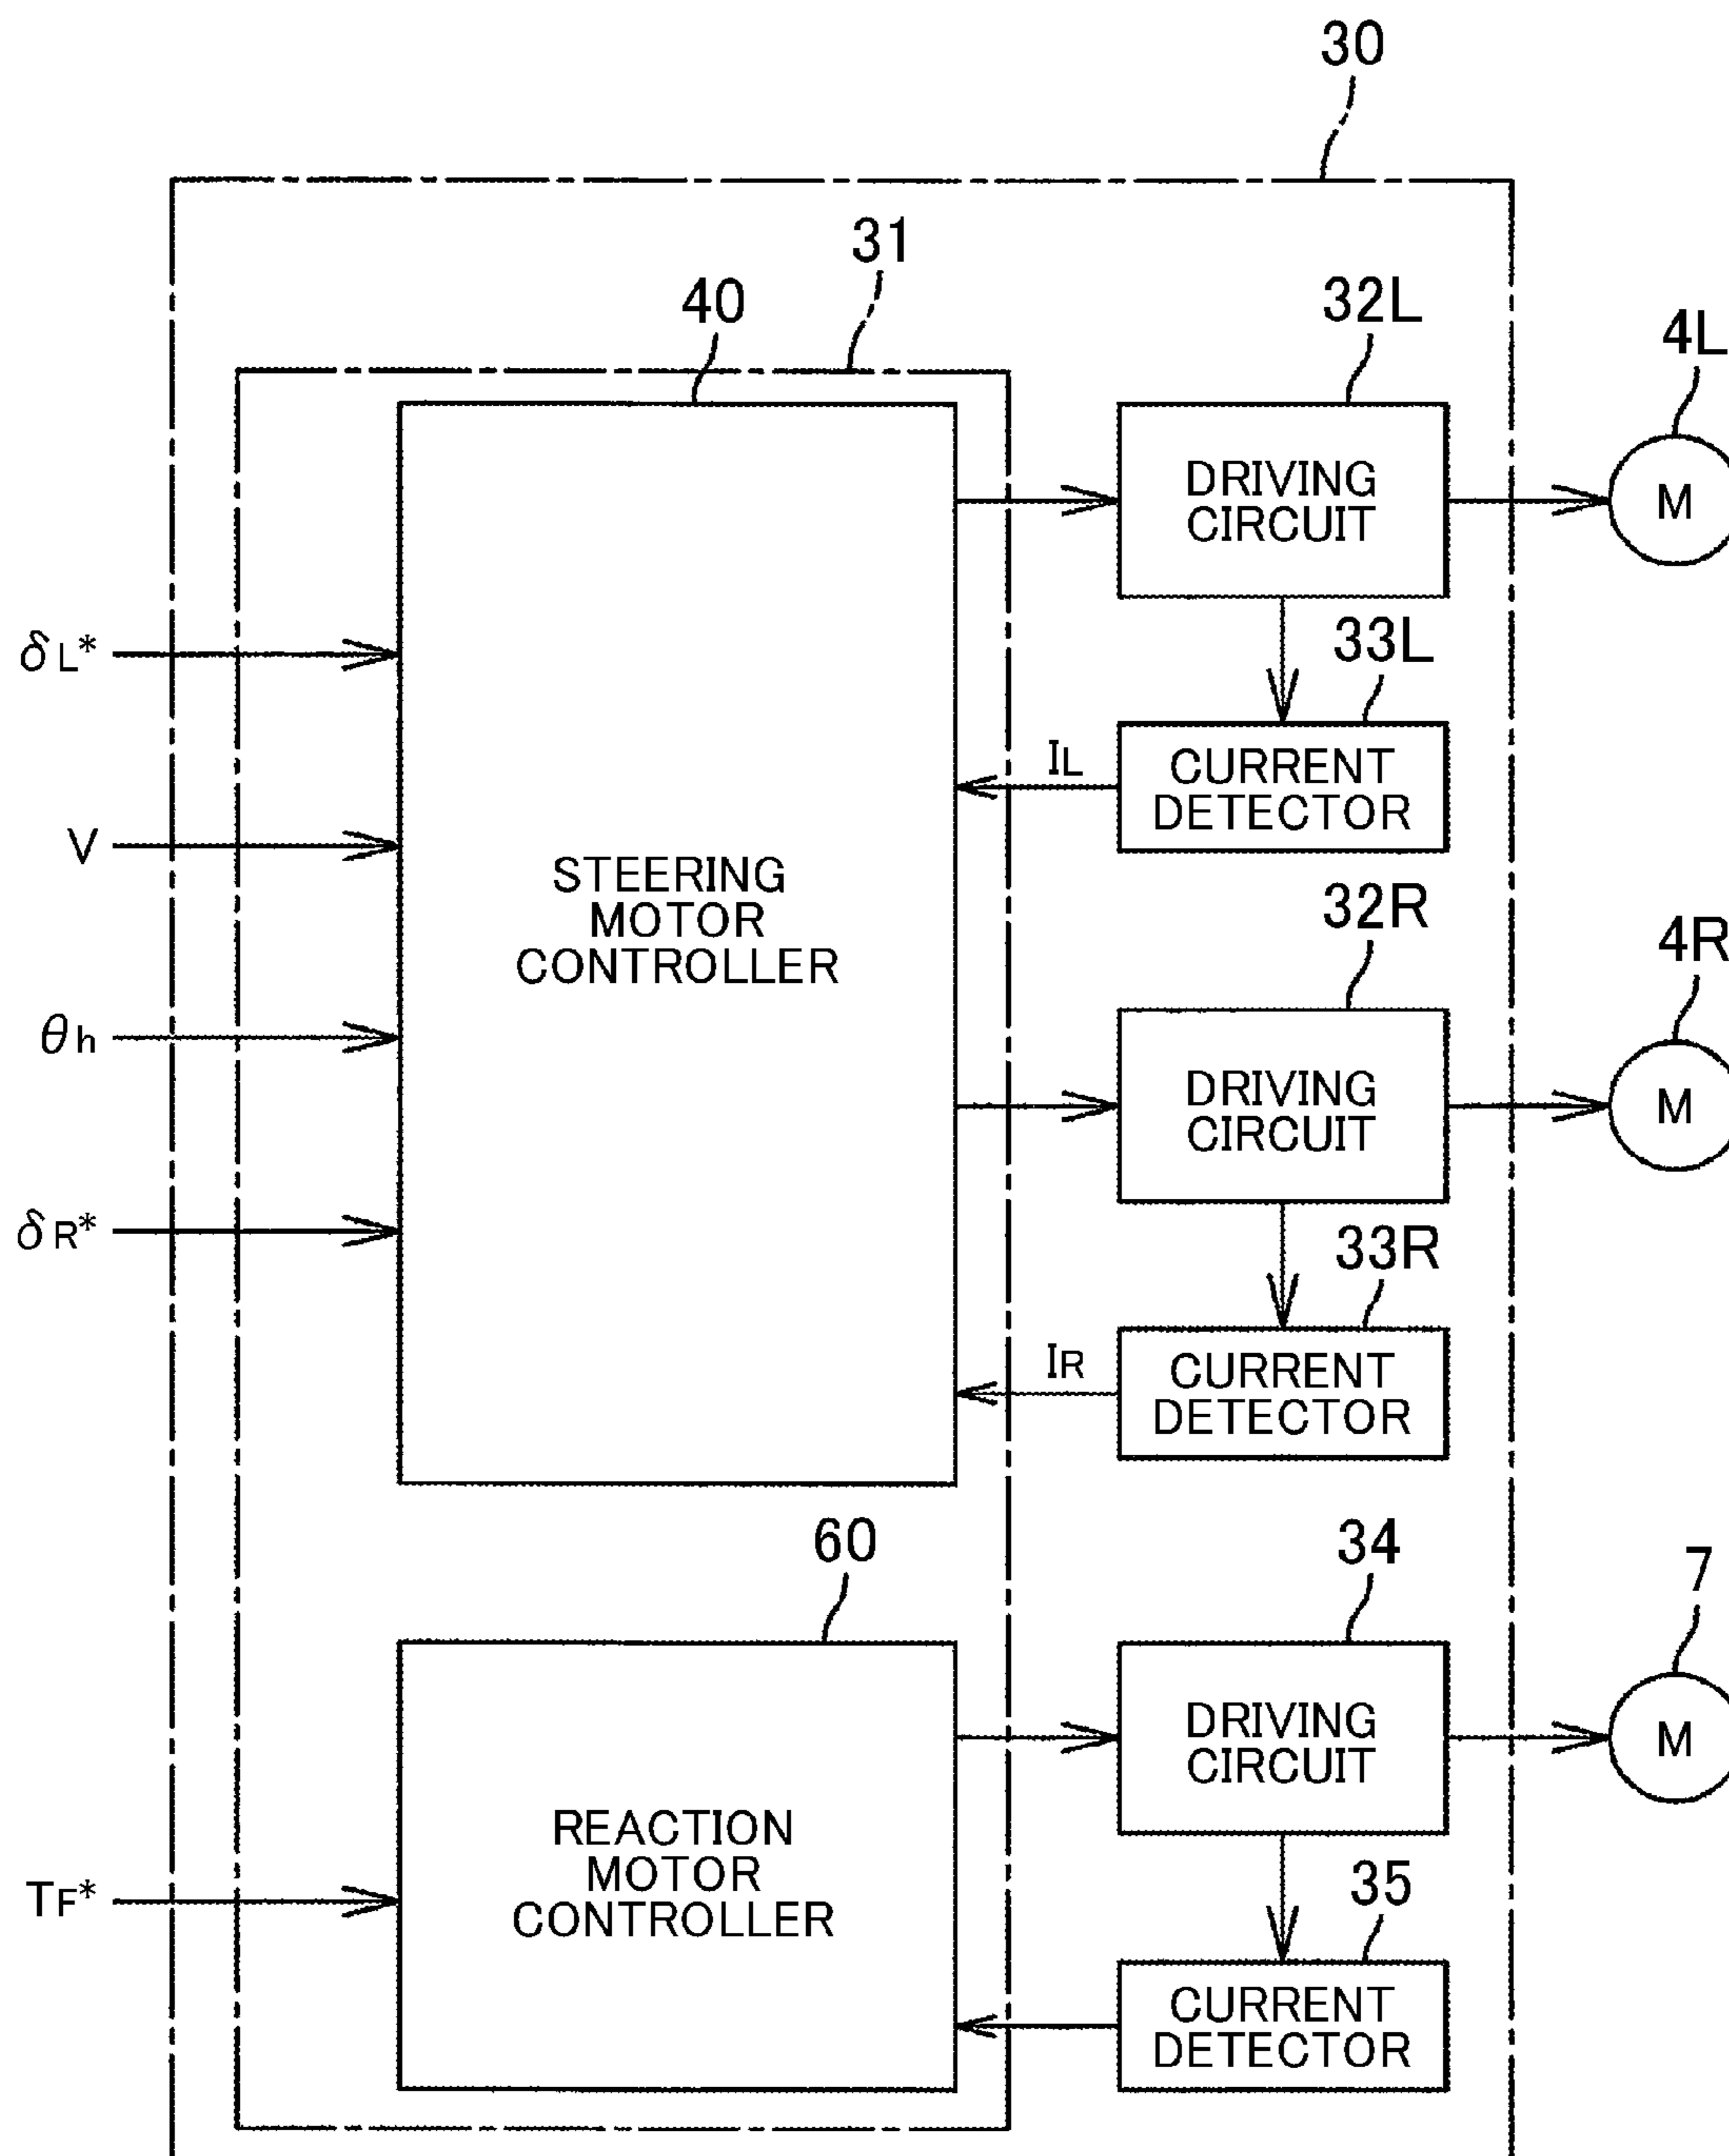 30
31
40
32L
4L
DRIVING
CIRCUIT
M
δL*
33L
IL
CURRENT
DETECTOR
V
STEERING
MOTOR
CONTROLLER
32R
4R
θh
DRIVING
CIRCUIT
M
δR*
33R
IR
CURRENT
DETECTOR
60
34
7
DRIVING
CIRCUIT
M
REACTION
MOTOR
CONTROLLER
TF*
35
CURRENT
DETECTOR